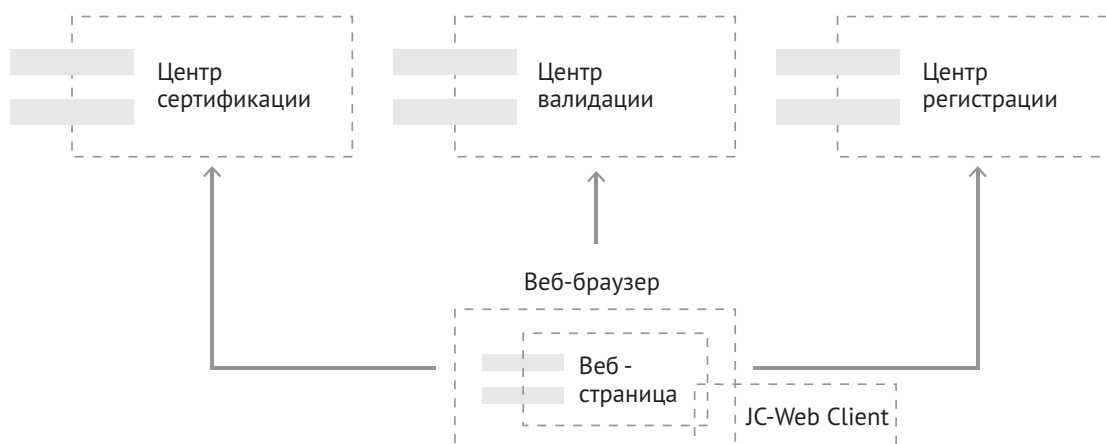 Центр
сертификации
Центр
валидации
Центр
регистрации
Веб-браузер
Веб -
страница
JC-Web Client